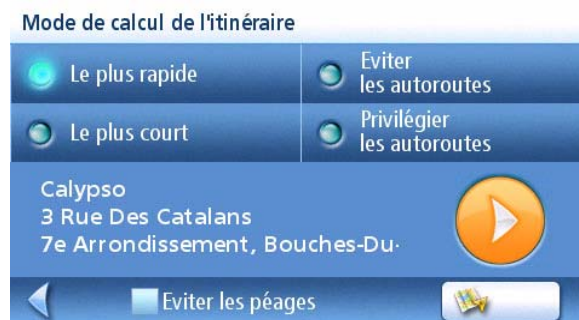 Mode de calcul de l'itinéraire
Le plus rapide
Eviter
les autoroutes
Le plus court
Privilégier
les autoroutes
Calypso
3 Rue Des Catalans
7e Arrondissement, Bouches-Du-
Eviter les péages